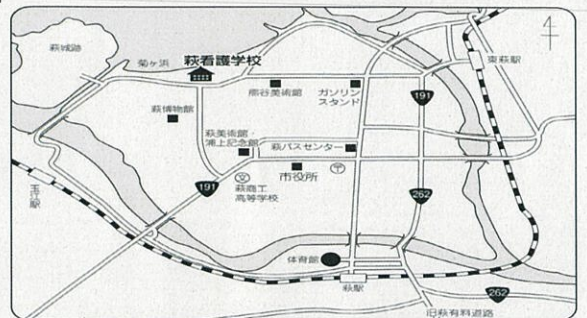 萩城跡
菊ヶ浜
萩看護学校
東萩駅
熊谷美術館
ガソリン
スタンド
191
萩博物館
萩美術館・
浦上記念館
萩バスセンター
市役所
191
萩商工
高等学校
262
玉江駅
体育館
萩駅
262
旧萩有料道路